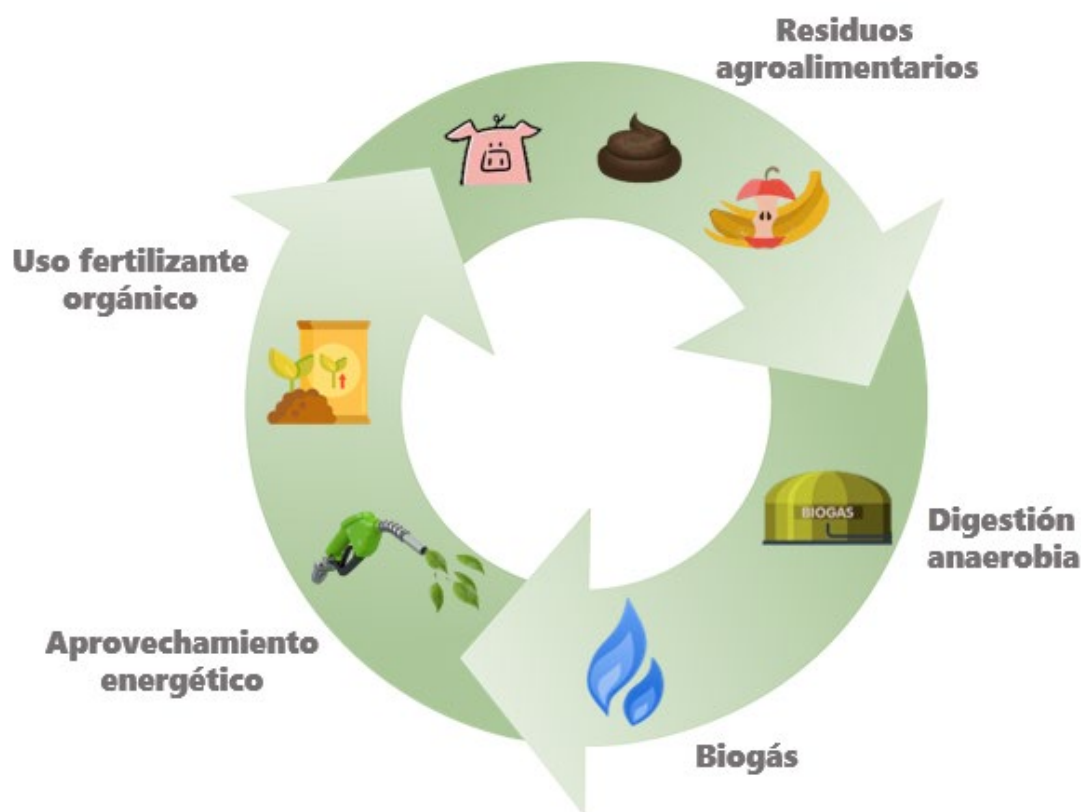 Residuos
agroalimentarios
Digestión
anaerobia
BIOGAS
Biogás
Aprovechamiento
energético
Uso fertilizante
orgánico